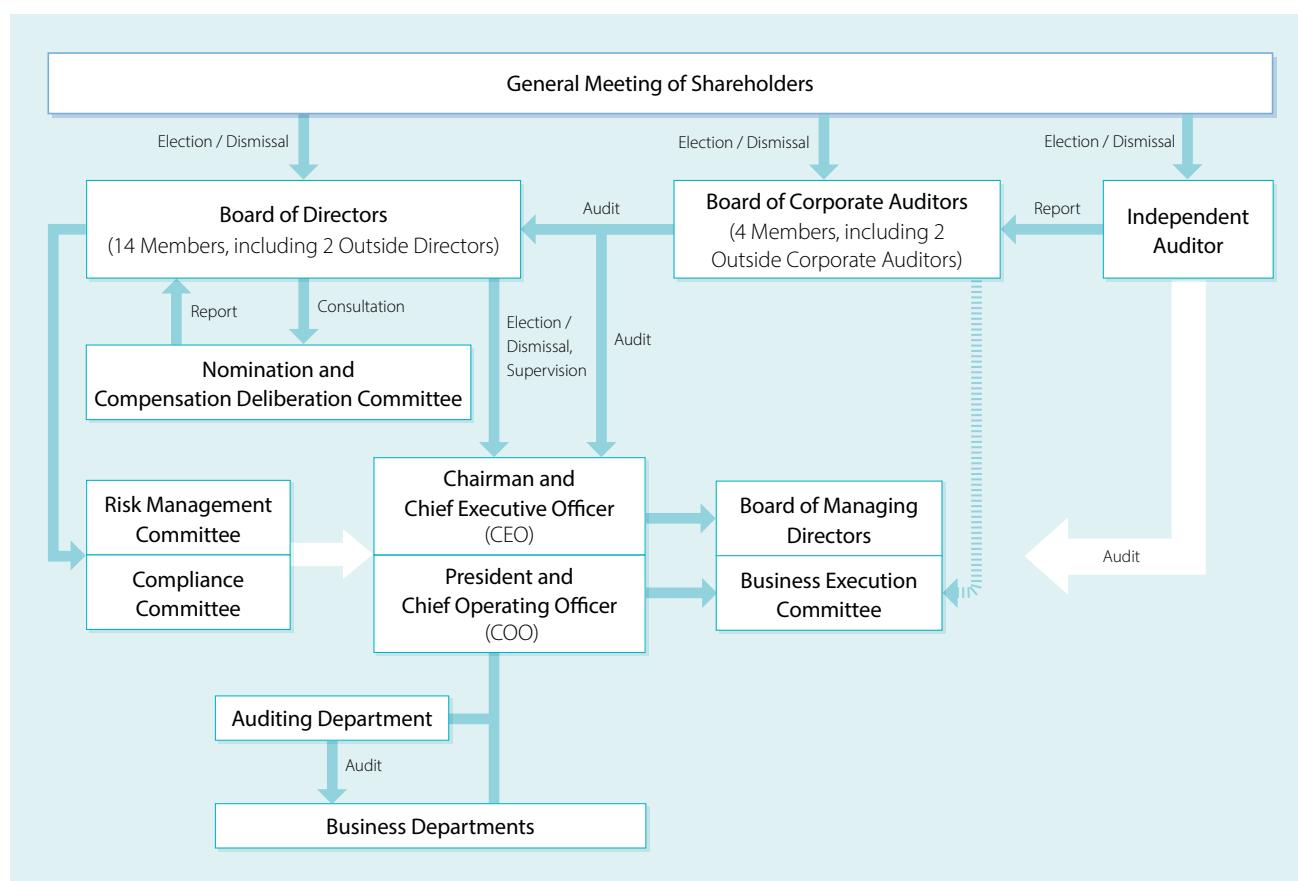 General Meeting of Shareholders
Election / Dismissal
Election / Dismissal
Election / Dismissal
Board of Directors
(14 Members, including 2 Outside Directors)
Audit
Board of Corporate Auditors
(4 Members, including 2
Outside Corporate Auditors)
Report
Independent
Auditor
Report
Consultation
Election /
Dismissal,
Supervision
Audit
Nomination and
Compensation Deliberation Committee
Risk Management
Committee
Compliance
Committee
Chairman and
Chief Executive Officer
(CEO)
President and
Chief Operating Officer
(COO)
Board of Managing
Directors
Business Execution
Committee
Audit
Auditing Department
Audit
Business Departments